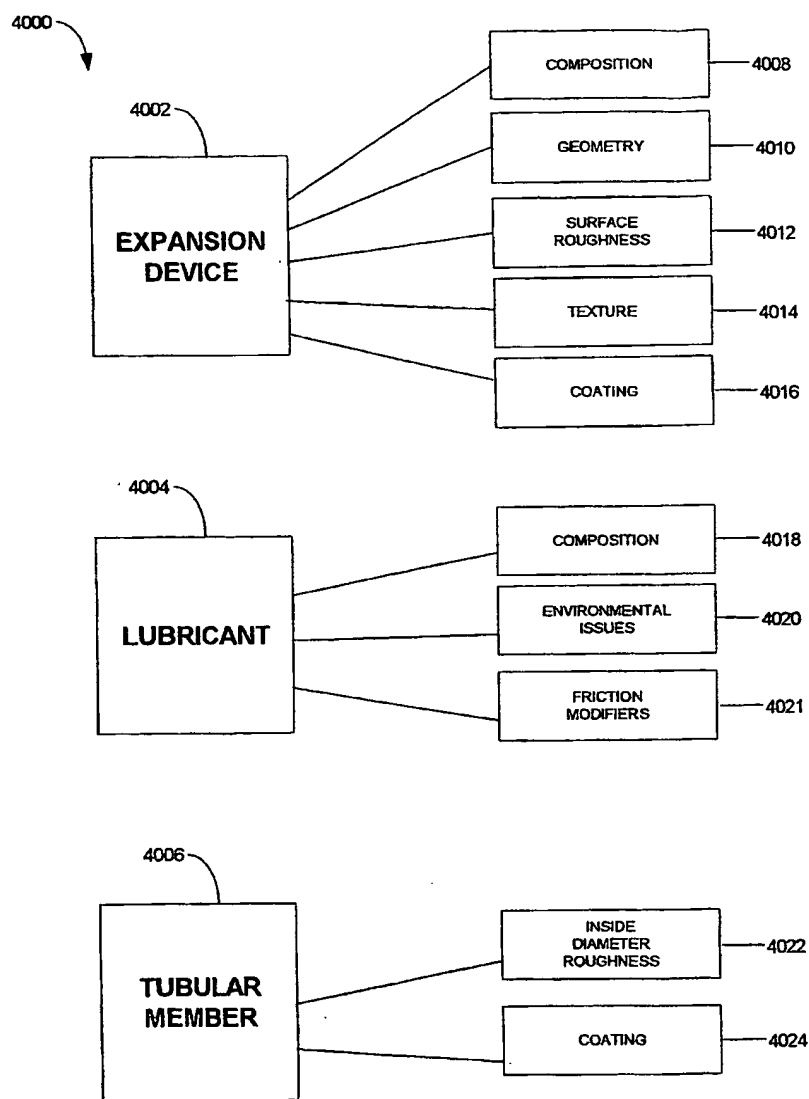 4000
4002
EXPANSION
DEVICE
COMPOSITION
4008
GEOMETRY
4010
SURFACE
ROUGHNESS
4012
TEXTURE
4014
COATING
4016
4004
LUBRICANT
COMPOSITION
4018
ENVIRONMENTAL
ISSUES
4020
FRICTION
MODIFIERS
4021
4006
TUBULAR
MEMBER
INSIDE
DIAMETER
ROUGHNESS
4022
COATING
4024